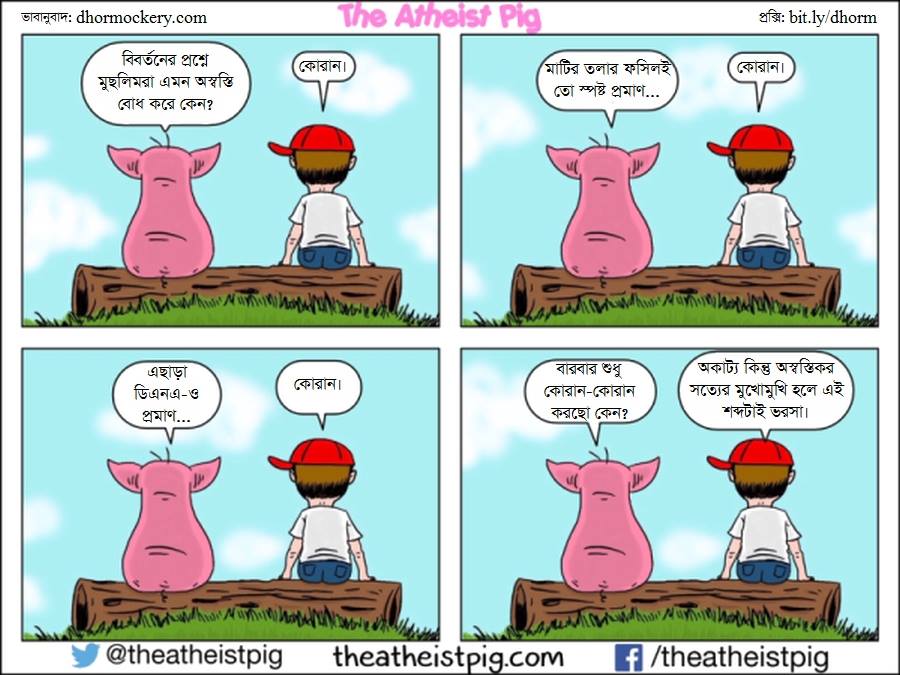 ভাবানুবাদ: dhormockery.com
The Atheist Pig
প্রক্সি: bit.ly/dhorm
বিবর্তনের প্রশ্নে
মুছলিমরা এমন অস্বস্তি
বোধ করে কেন?
কোরান।
মাটির তলার ফসিলই
তো স্পষ্ট প্রমাণ...
কোরান।
এছাড়া
ডিএনএ-ও
প্রমাণ...
কোরান।
বারবার শুধু
কোরান-কোরান
করছো কেন?
অকাট্য কিন্তু অস্বস্তিকর
সত্যের মুখোমুখি হলে এই
শব্দটাই ভরসা।
@theatheistpig
theatheistpig.com
/theatheistpig